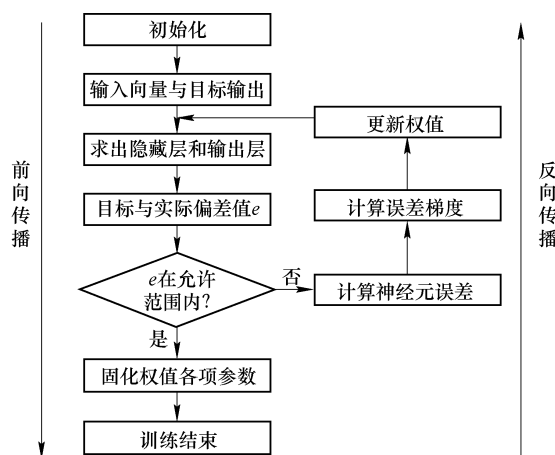 初始化
输入向量与目标输出
求出隐藏层和输出层
目标与实际偏差值e
e在允许
范围内?
是
否
固化权值各项参数
训练结束
更新权值
计算误差梯度
计算神经元误差
前向传播
反向传播